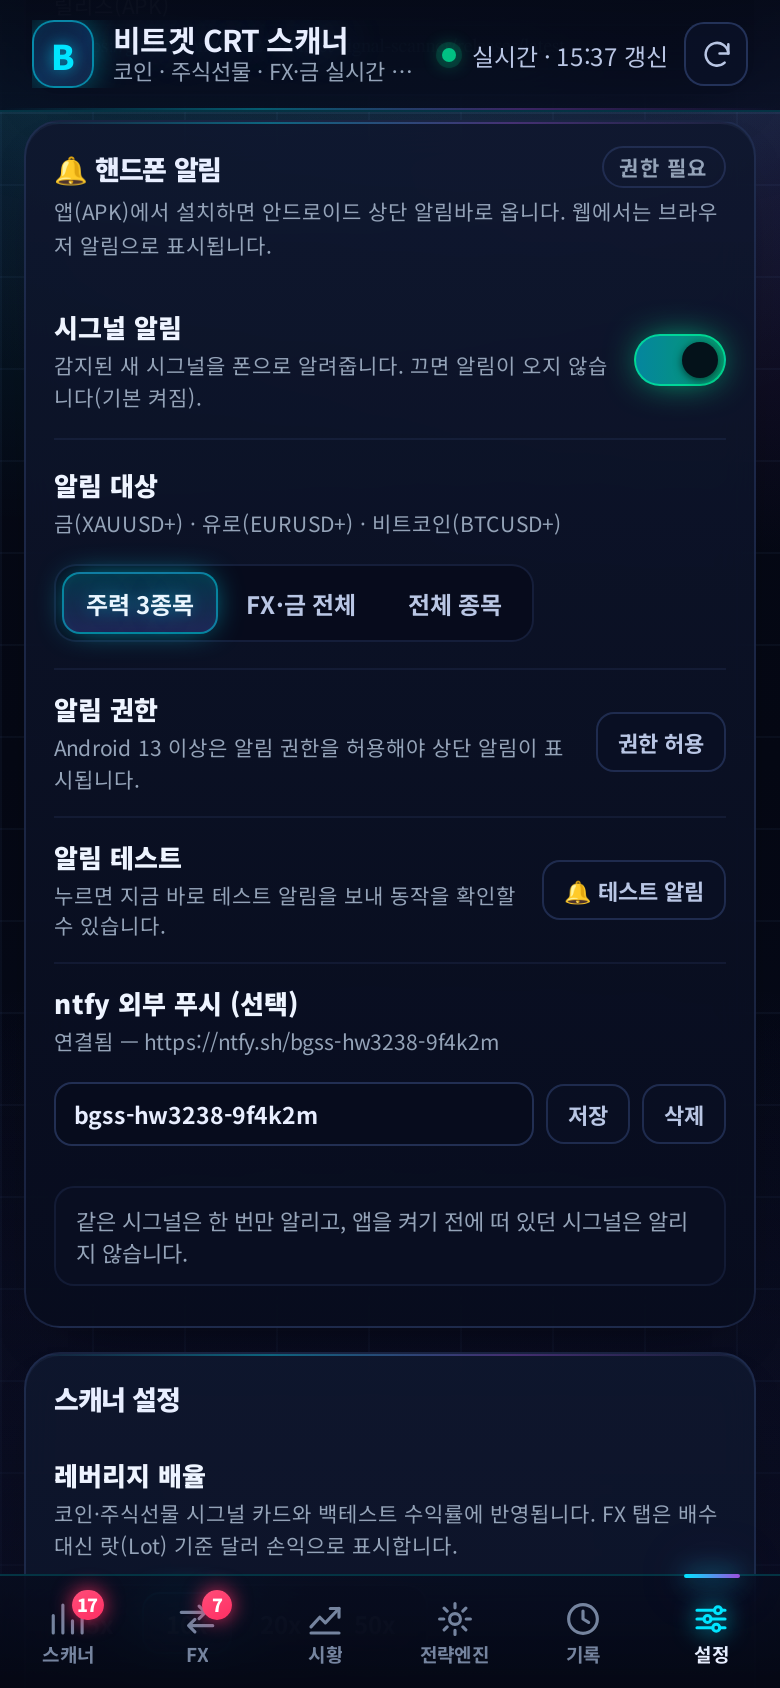 B
비트겟 CRT 스캐너
코인 · 주식선물 · FX·금 실시간 …
실시간 · 15:37 갱신
🔔 핸드폰 알림
권한 필요
앱(APK)에서 설치하면 안드로이드 상단 알림바로 옵니다. 웹에서는 브라우
저 알림으로 표시됩니다.
시그널 알림
감지된 새 시그널을 폰으로 알려줍니다. 끄면 알림이 오지 않습
니다(기본 켜짐).
알림 대상
금(XAUUSD+) · 유로(EURUSD+) · 비트코인(BTCUSD+)
주력 3종목
FX·금 전체
전체 종목
알림 권한
Android 13 이상은 알림 권한을 허용해야 상단 알림이 표
시됩니다.
권한 허용
알림 테스트
누르면 지금 바로 테스트 알림을 보내 동작을 확인할
수 있습니다.
🔔 테스트 알림
ntfy 외부 푸시 (선택)
연결됨 — https://ntfy.sh/bgss-hw3238-9f4k2m
bgss-hw3238-9f4k2m
저장
삭제
같은 시그널은 한 번만 알리고, 앱을 켜기 전에 떠 있던 시그널은 알리
지 않습니다.
스캐너 설정
레버리지 배율
코인·주식선물 시그널 카드와 백테스트 수익률에 반영됩니다. FX 탭은 배수
대신 랏(Lot) 기준 달러 손익으로 표시합니다.
17
7
스캐너
FX
시황
전략엔진
기록
설정